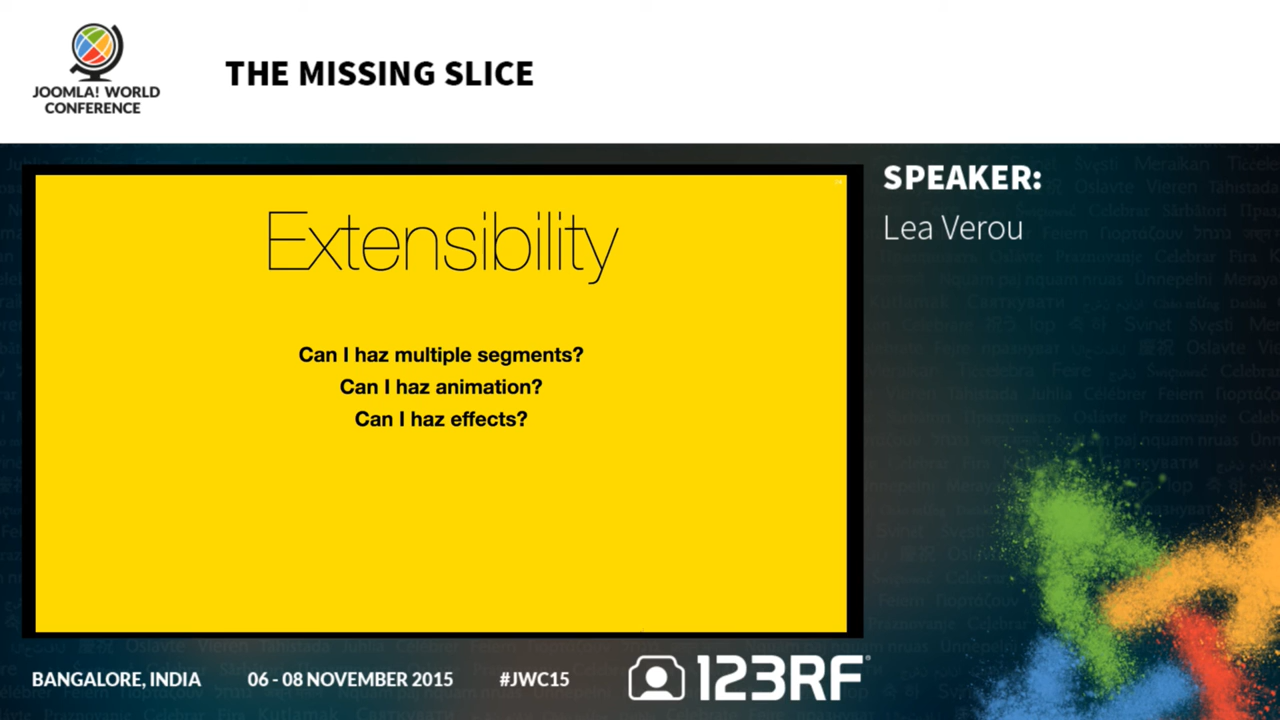 JOOMLA! WORLD
CONFERENCE
THE MISSING SLICE
Extensibility
Can I haz multiple segments?
Can I haz animation?
Can I haz effects?
SPEAKER:
Lea Verou
BANGALORE, INDIA
06 - 08 NOVEMBER 2015
#JWC15
123RF®